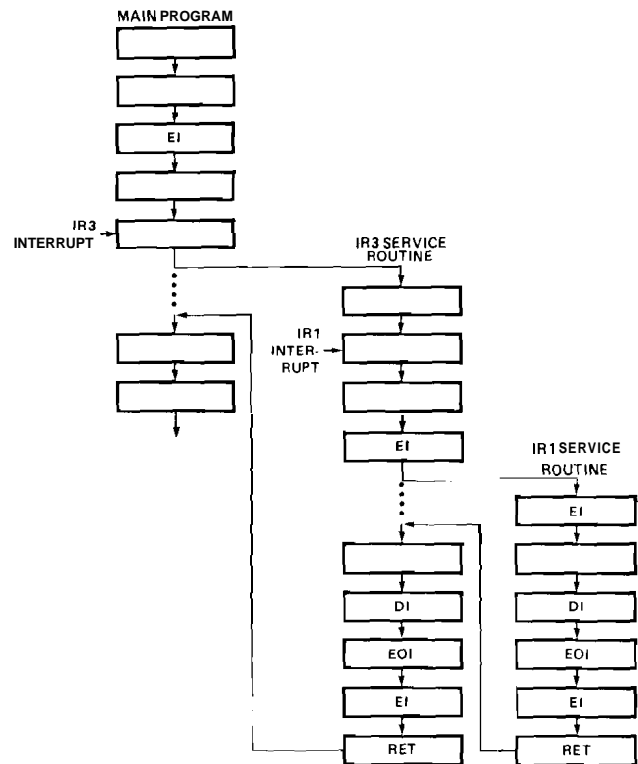 MAIN PROGRAM
EI
IR3
INTERRUPT
IR3 SERVICE
ROUTINE
IR1
INTER-
RUPT
EI
IR1 SERVICE
ROUTINE
EI
DI
DI
EOI
EOI
EI
EI
RET
RET